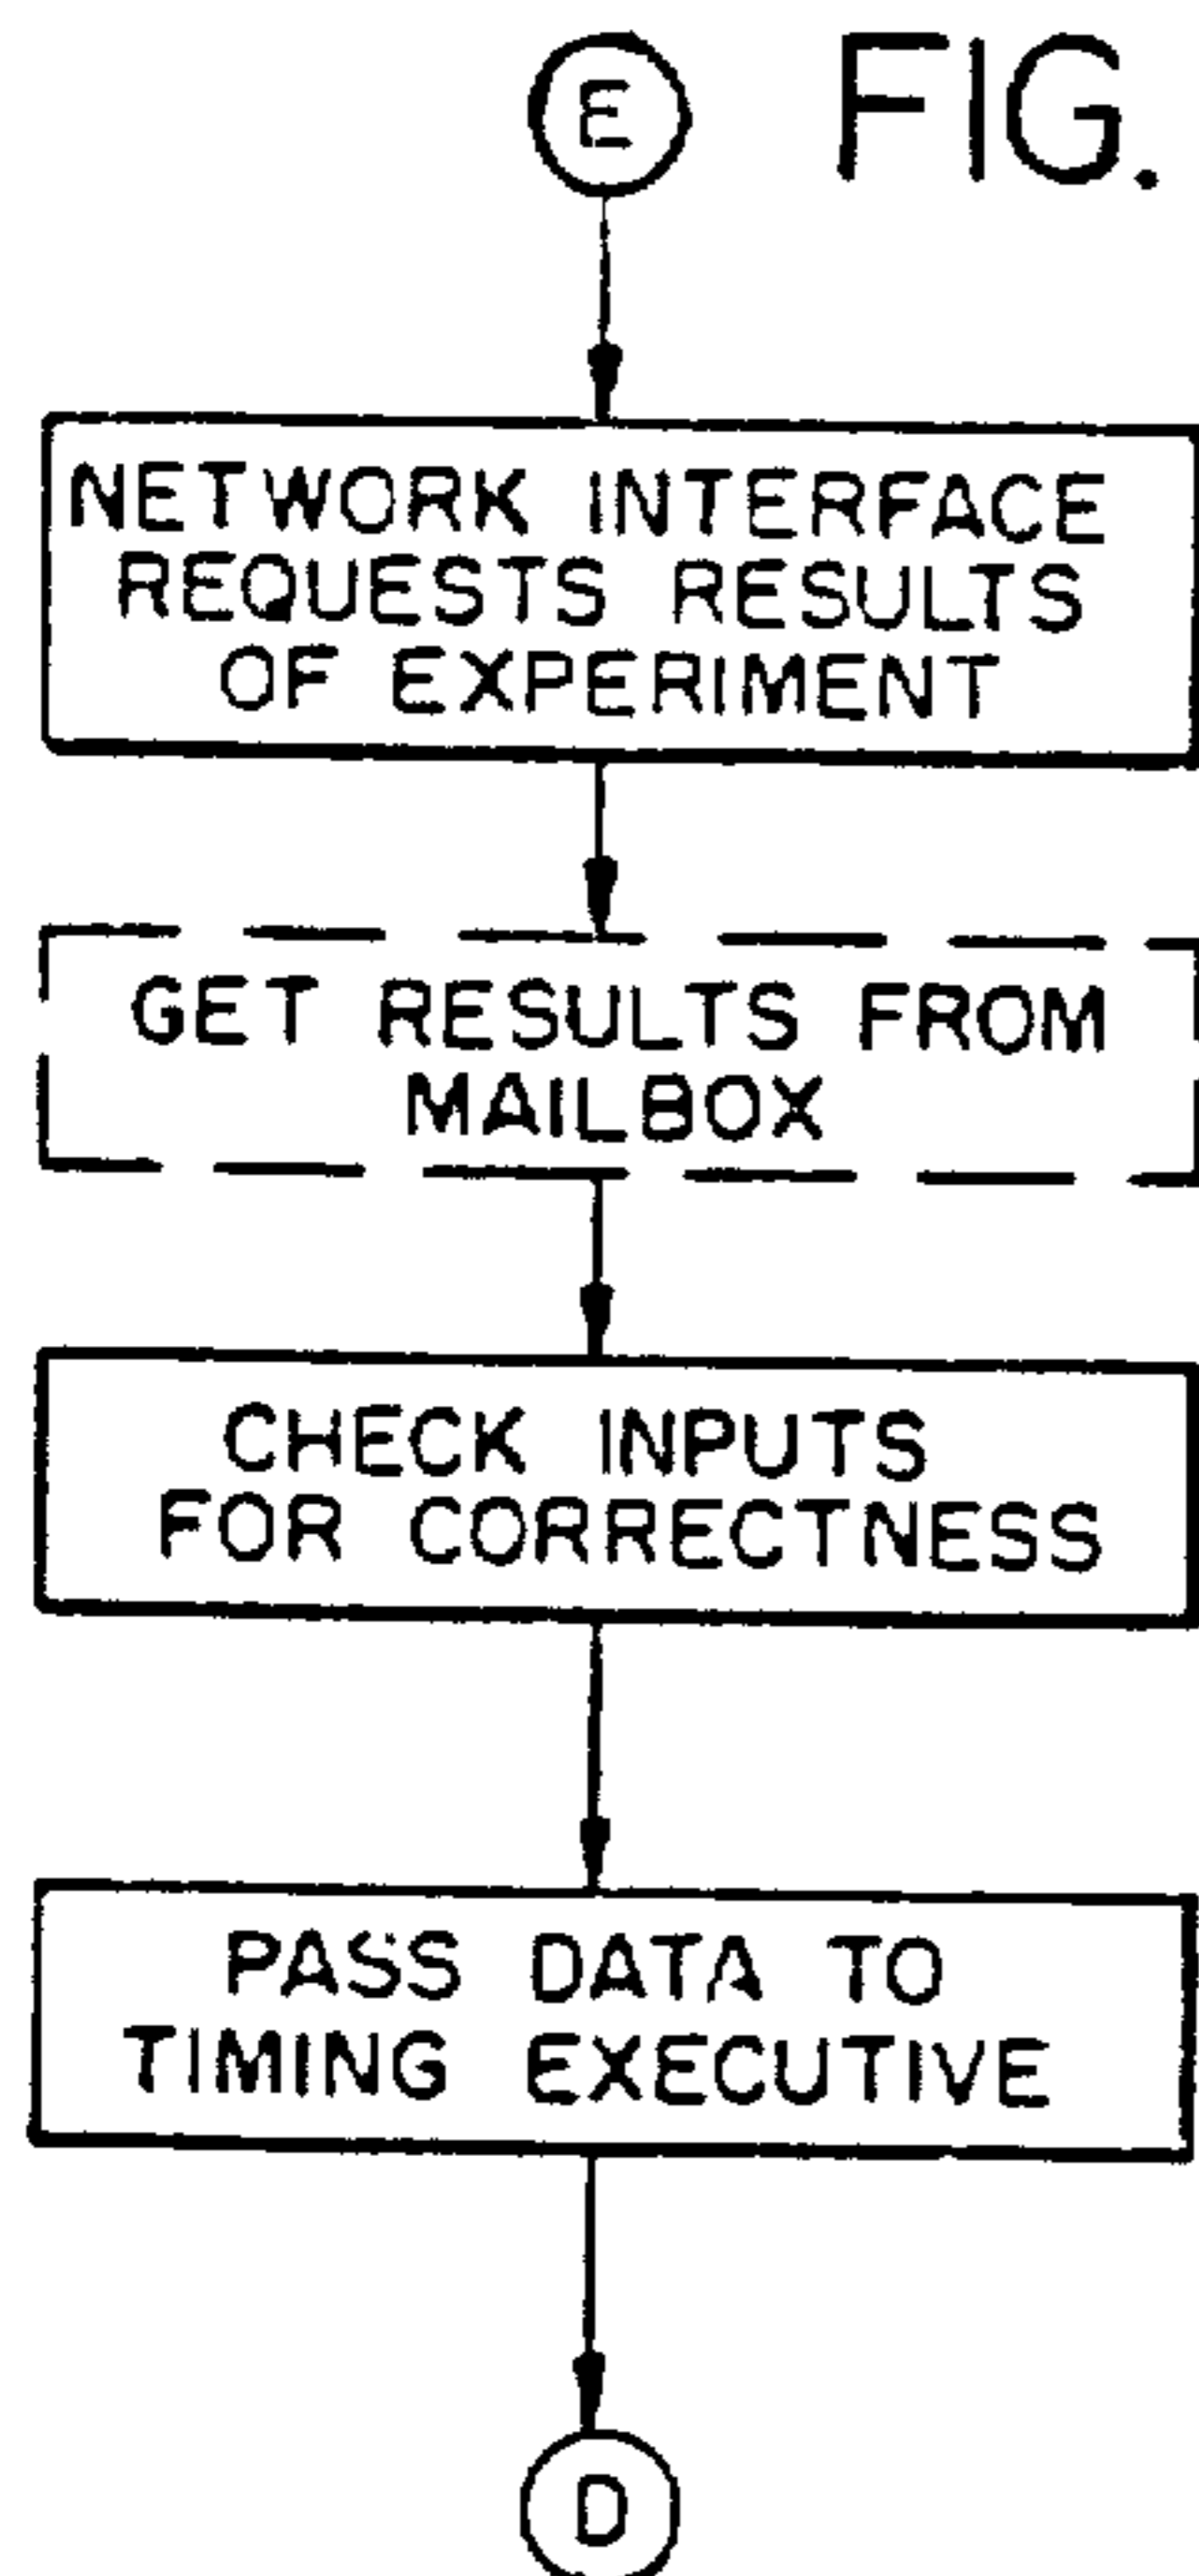 E FIG.
NETWORK INTERFACE
REQUESTS RESULTS
OF EXPERIMENT
GET RESULTS FROM
MAILBOX
CHECK INPUTS
FOR CORRECTNESS
PASS DATA TO
TIMING EXECUTIVE
D